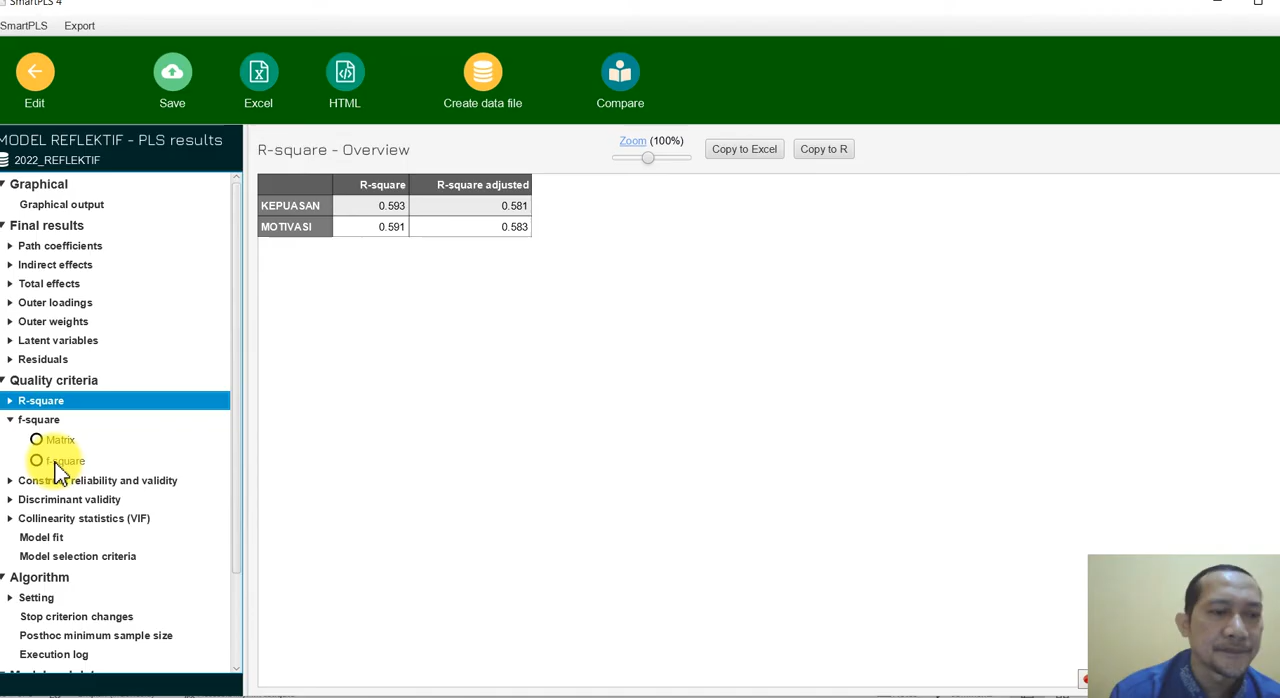 SmartPLS 4
SmartPLS Export
Edit Save Excel HTML Create data file Compare
MODEL REFLEKTIF - PLS results
2022_REFLEKTIF
Graphical
Graphical output
Final results
Path coefficients
Indirect effects
Total effects
Outer loadings
Outer weights
Latent variables
Residuals
Quality criteria
R-square
f-square
Matrix
f-square
Construct reliability and validity
Discriminant validity
Collinearity statistics (VIF)
Model fit
Model selection criteria
Algorithm
Setting
Stop criterion changes
Posthoc minimum sample size
Execution log
R-square - Overview
Zoom (100%)
Copy to Excel Copy to R
R-square R-square adjusted
KEPUASAN 0.593 0.581
MOTIVASI 0.591 0.583